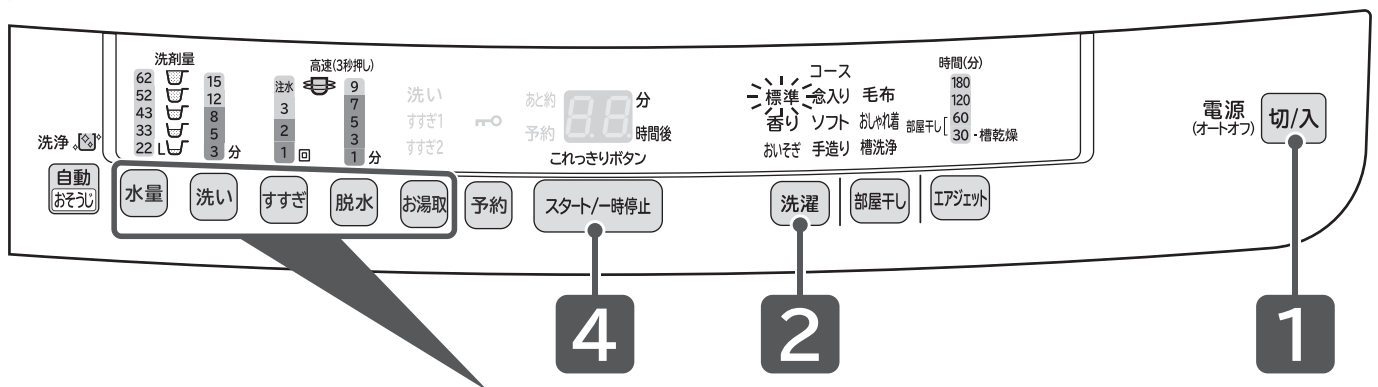 洗剤量
62
52
43
33
22 L
15
12
8
5
3 分
注水
3
2
1 回
高速(3秒押し)
9
7
5
3
1 分
洗い
すすぎ1
すすぎ2
あと約 88 分
予約 時間後
これっきりボタン
コース
標準 念入り 毛布
香り ソフト おしゃれ着
おいそぎ 手造り 槽洗浄
時間(分)
180
120
部屋干し[ 60
30 - 槽乾燥
電源
(オートオフ)
切/入
洗浄
自動
おそうじ
水量
洗い
すすぎ
脱水
お湯取
予約
スタート/一時停止
洗濯
部屋干し
エアジェット
4
2
1